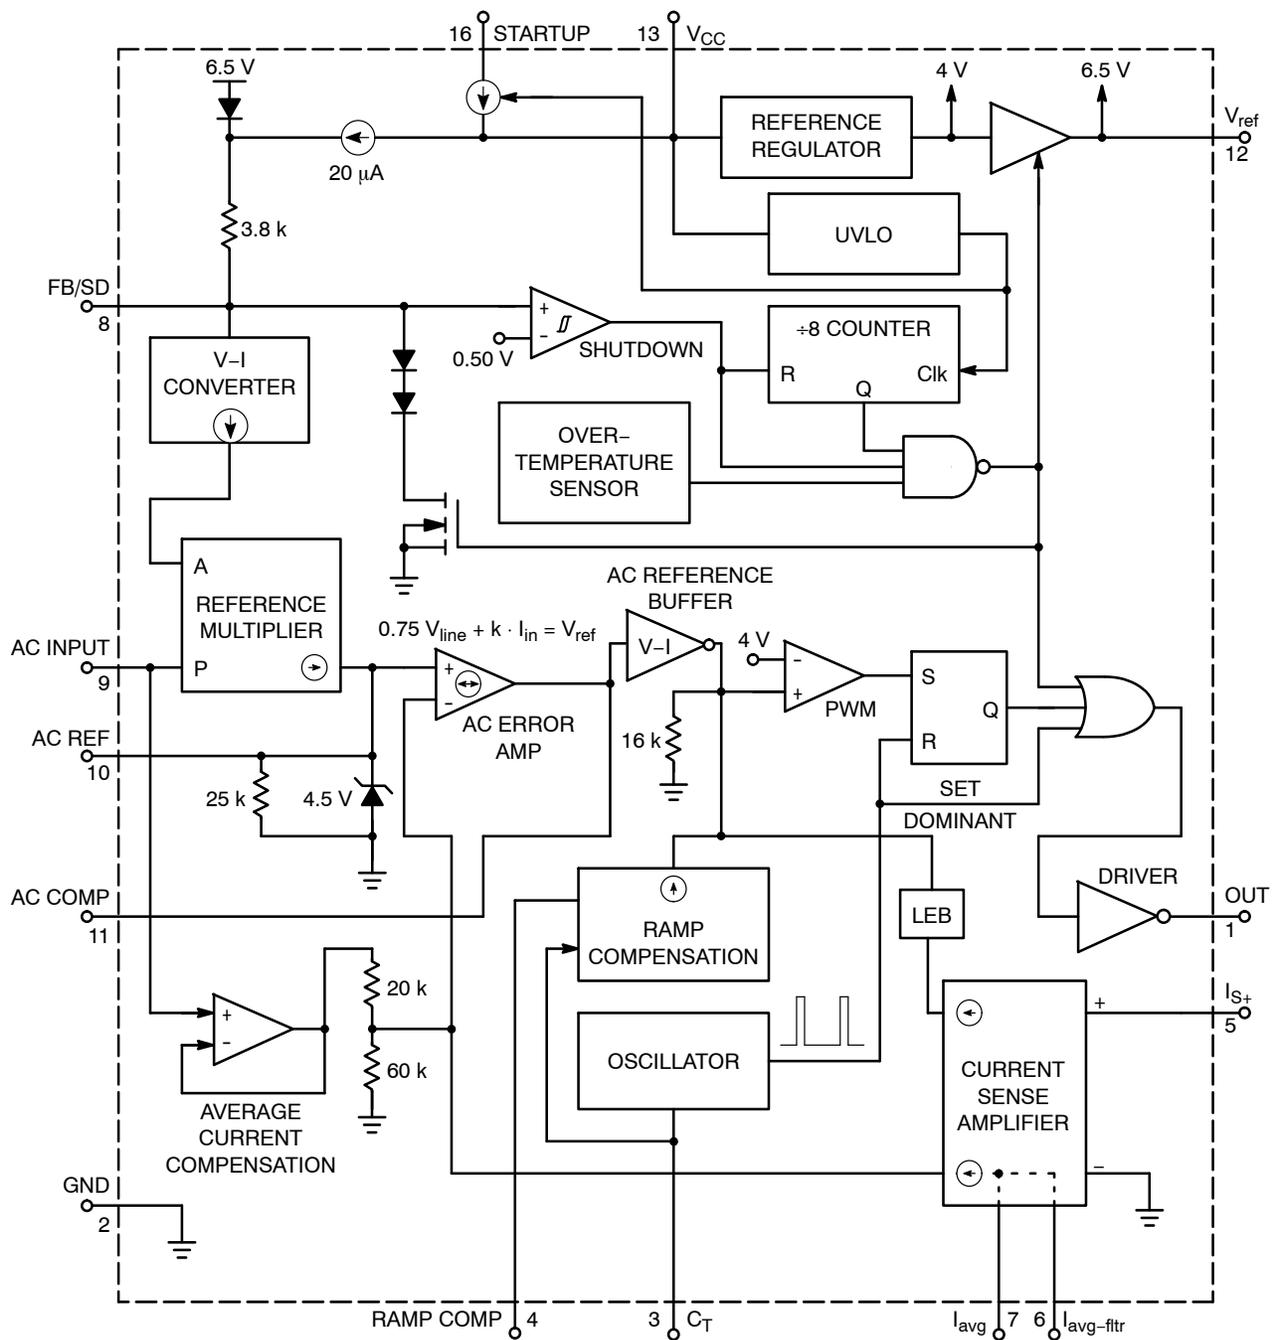 16 STARTUP
13 VCC
6.5 V
4 V
6.5 V
Vref
12
20 μA
REFERENCE
REGULATOR
3.8 k
UVLO
FB/SD
8
+
−
0.50 V
SHUTDOWN
÷8 COUNTER
R
Clk
Q
V−I
CONVERTER
OVER−
TEMPERATURE
SENSOR
A
REFERENCE
MULTIPLIER
P
AC INPUT
9
0.75 Vline + k · Iin = Vref
+
−
AC ERROR
AMP
AC REFERENCE
BUFFER
V−I
4 V
−
+
PWM
S
Q
R
SET
DOMINANT
AC REF
10
25 k
4.5 V
16 k
AC COMP
11
RAMP
COMPENSATION
LEB
DRIVER
OUT
1
+
−
20 k
60 k
AVERAGE
CURRENT
COMPENSATION
OSCILLATOR
CURRENT
SENSE
AMPLIFIER
+
−
IS+
5
GND
2
RAMP COMP 4
3 CT
Iavg 7
6 Iavg−fltr